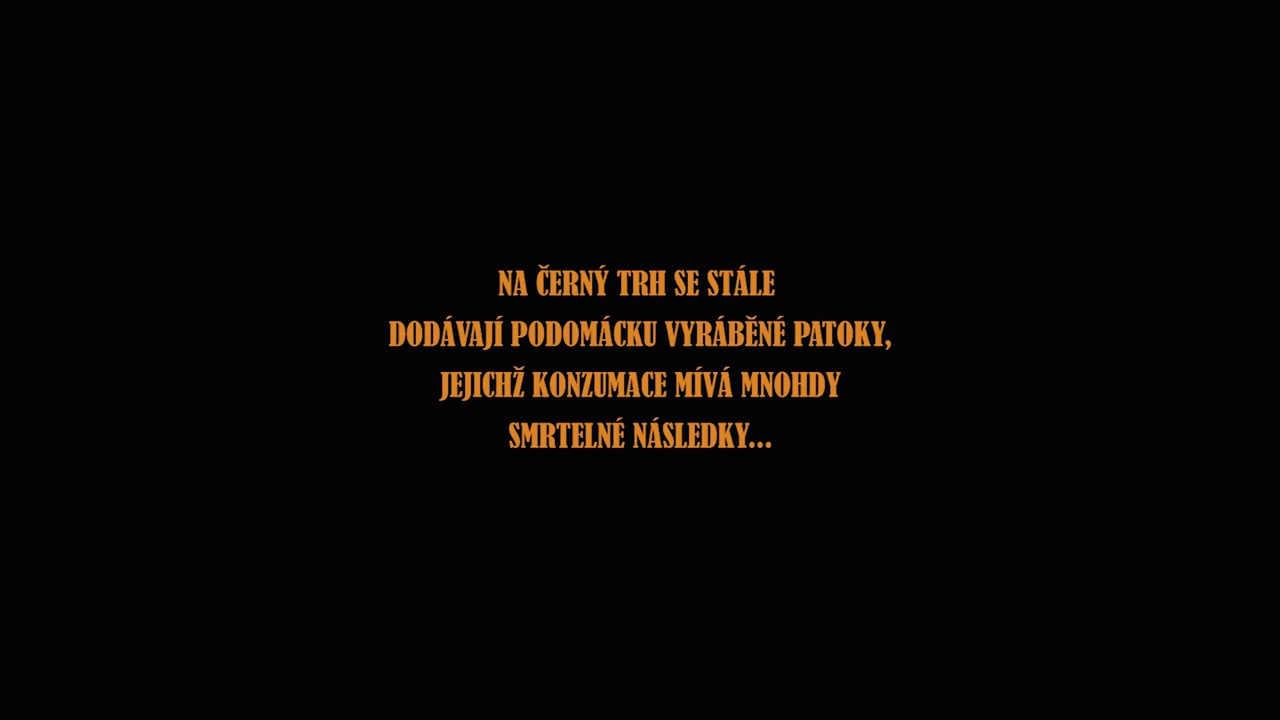 NA ČERNÝ TRH SE STÁLE
DODÁVAJÍ PODOMÁCKU VYRÁBĚNÉ PATOKY,
JEJICHŽ KONZUMACE MÍVÁ MNOHDY
SMRTELNÉ NÁSLEDKY...